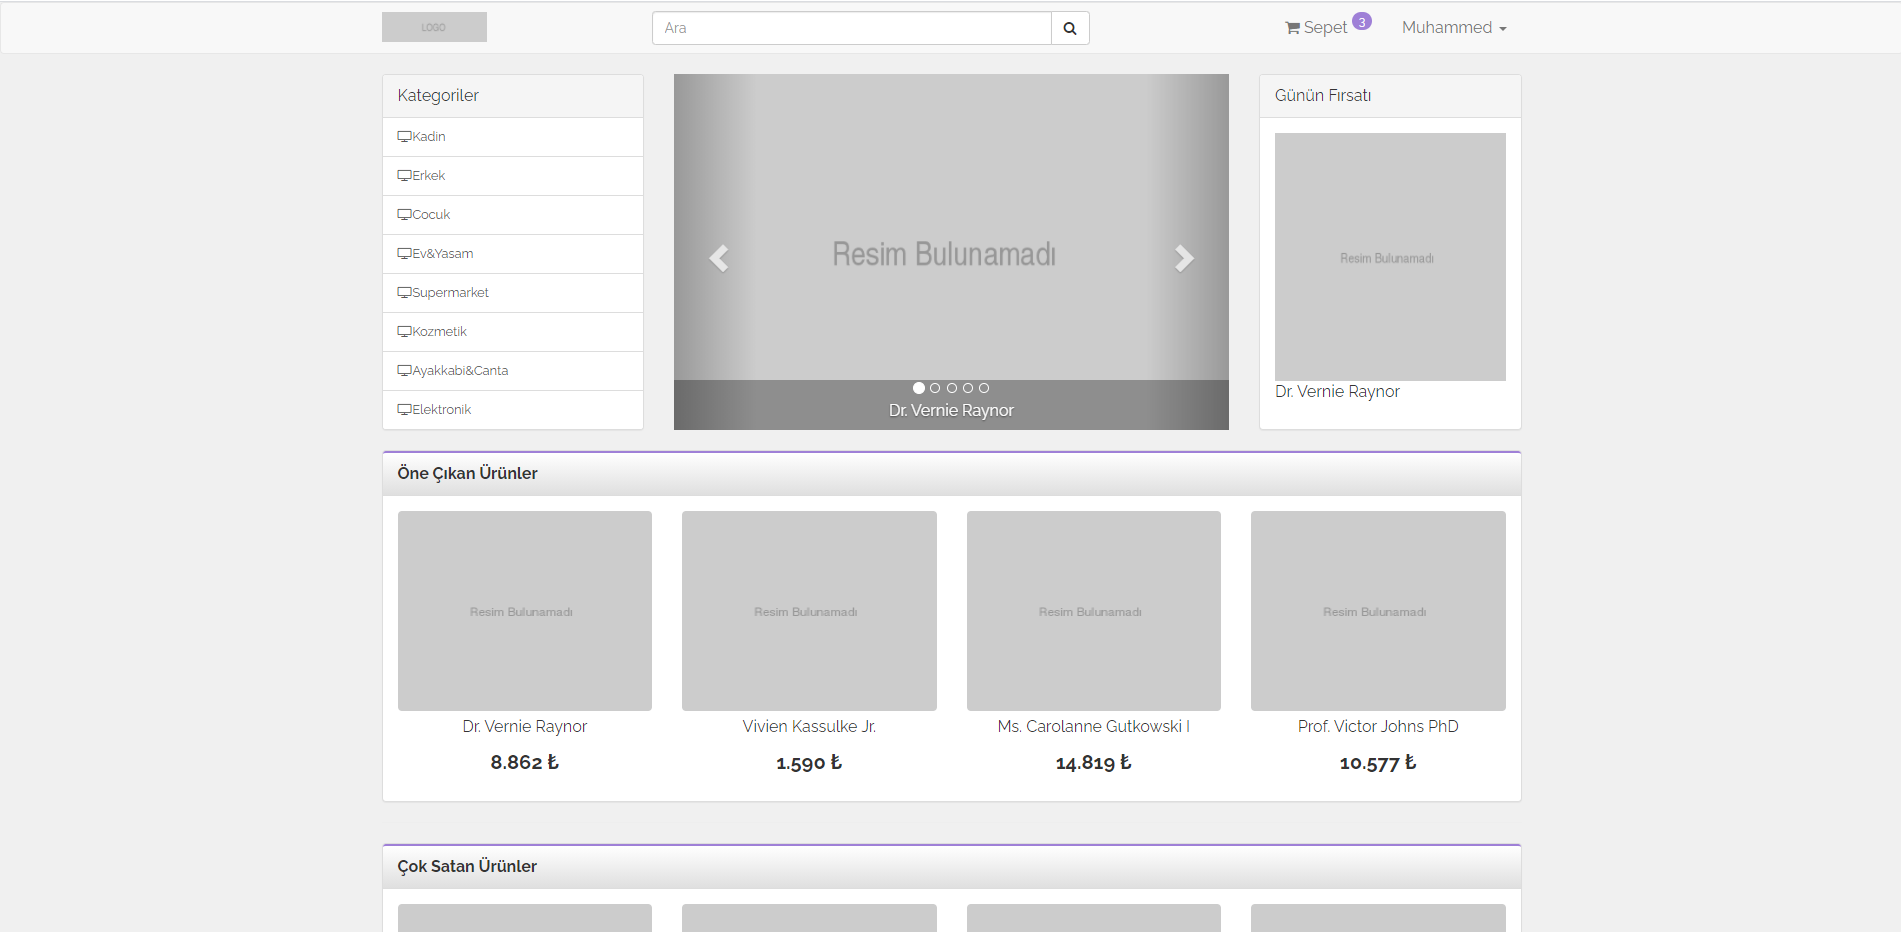 LOGO
Ara
Sepet 3
Muhammed
Kategoriler
Kadin
Erkek
Cocuk
Ev&Yasam
Supermarket
Kozmetik
Ayakkabi&Canta
Elektronik
Resim Bulunamadı
Dr. Vernie Raynor
Günün Fırsatı
Resim Bulunamadı
Dr. Vernie Raynor
Öne Çıkan Ürünler
Resim Bulunamadı
Resim Bulunamadı
Resim Bulunamadı
Resim Bulunamadı
Dr. Vernie Raynor
Vivien Kassulke Jr.
Ms. Carolanne Gutkowski I
Prof. Victor Johns PhD
8.862 ₺
1.590 ₺
14.819 ₺
10.577 ₺
Çok Satan Ürünler